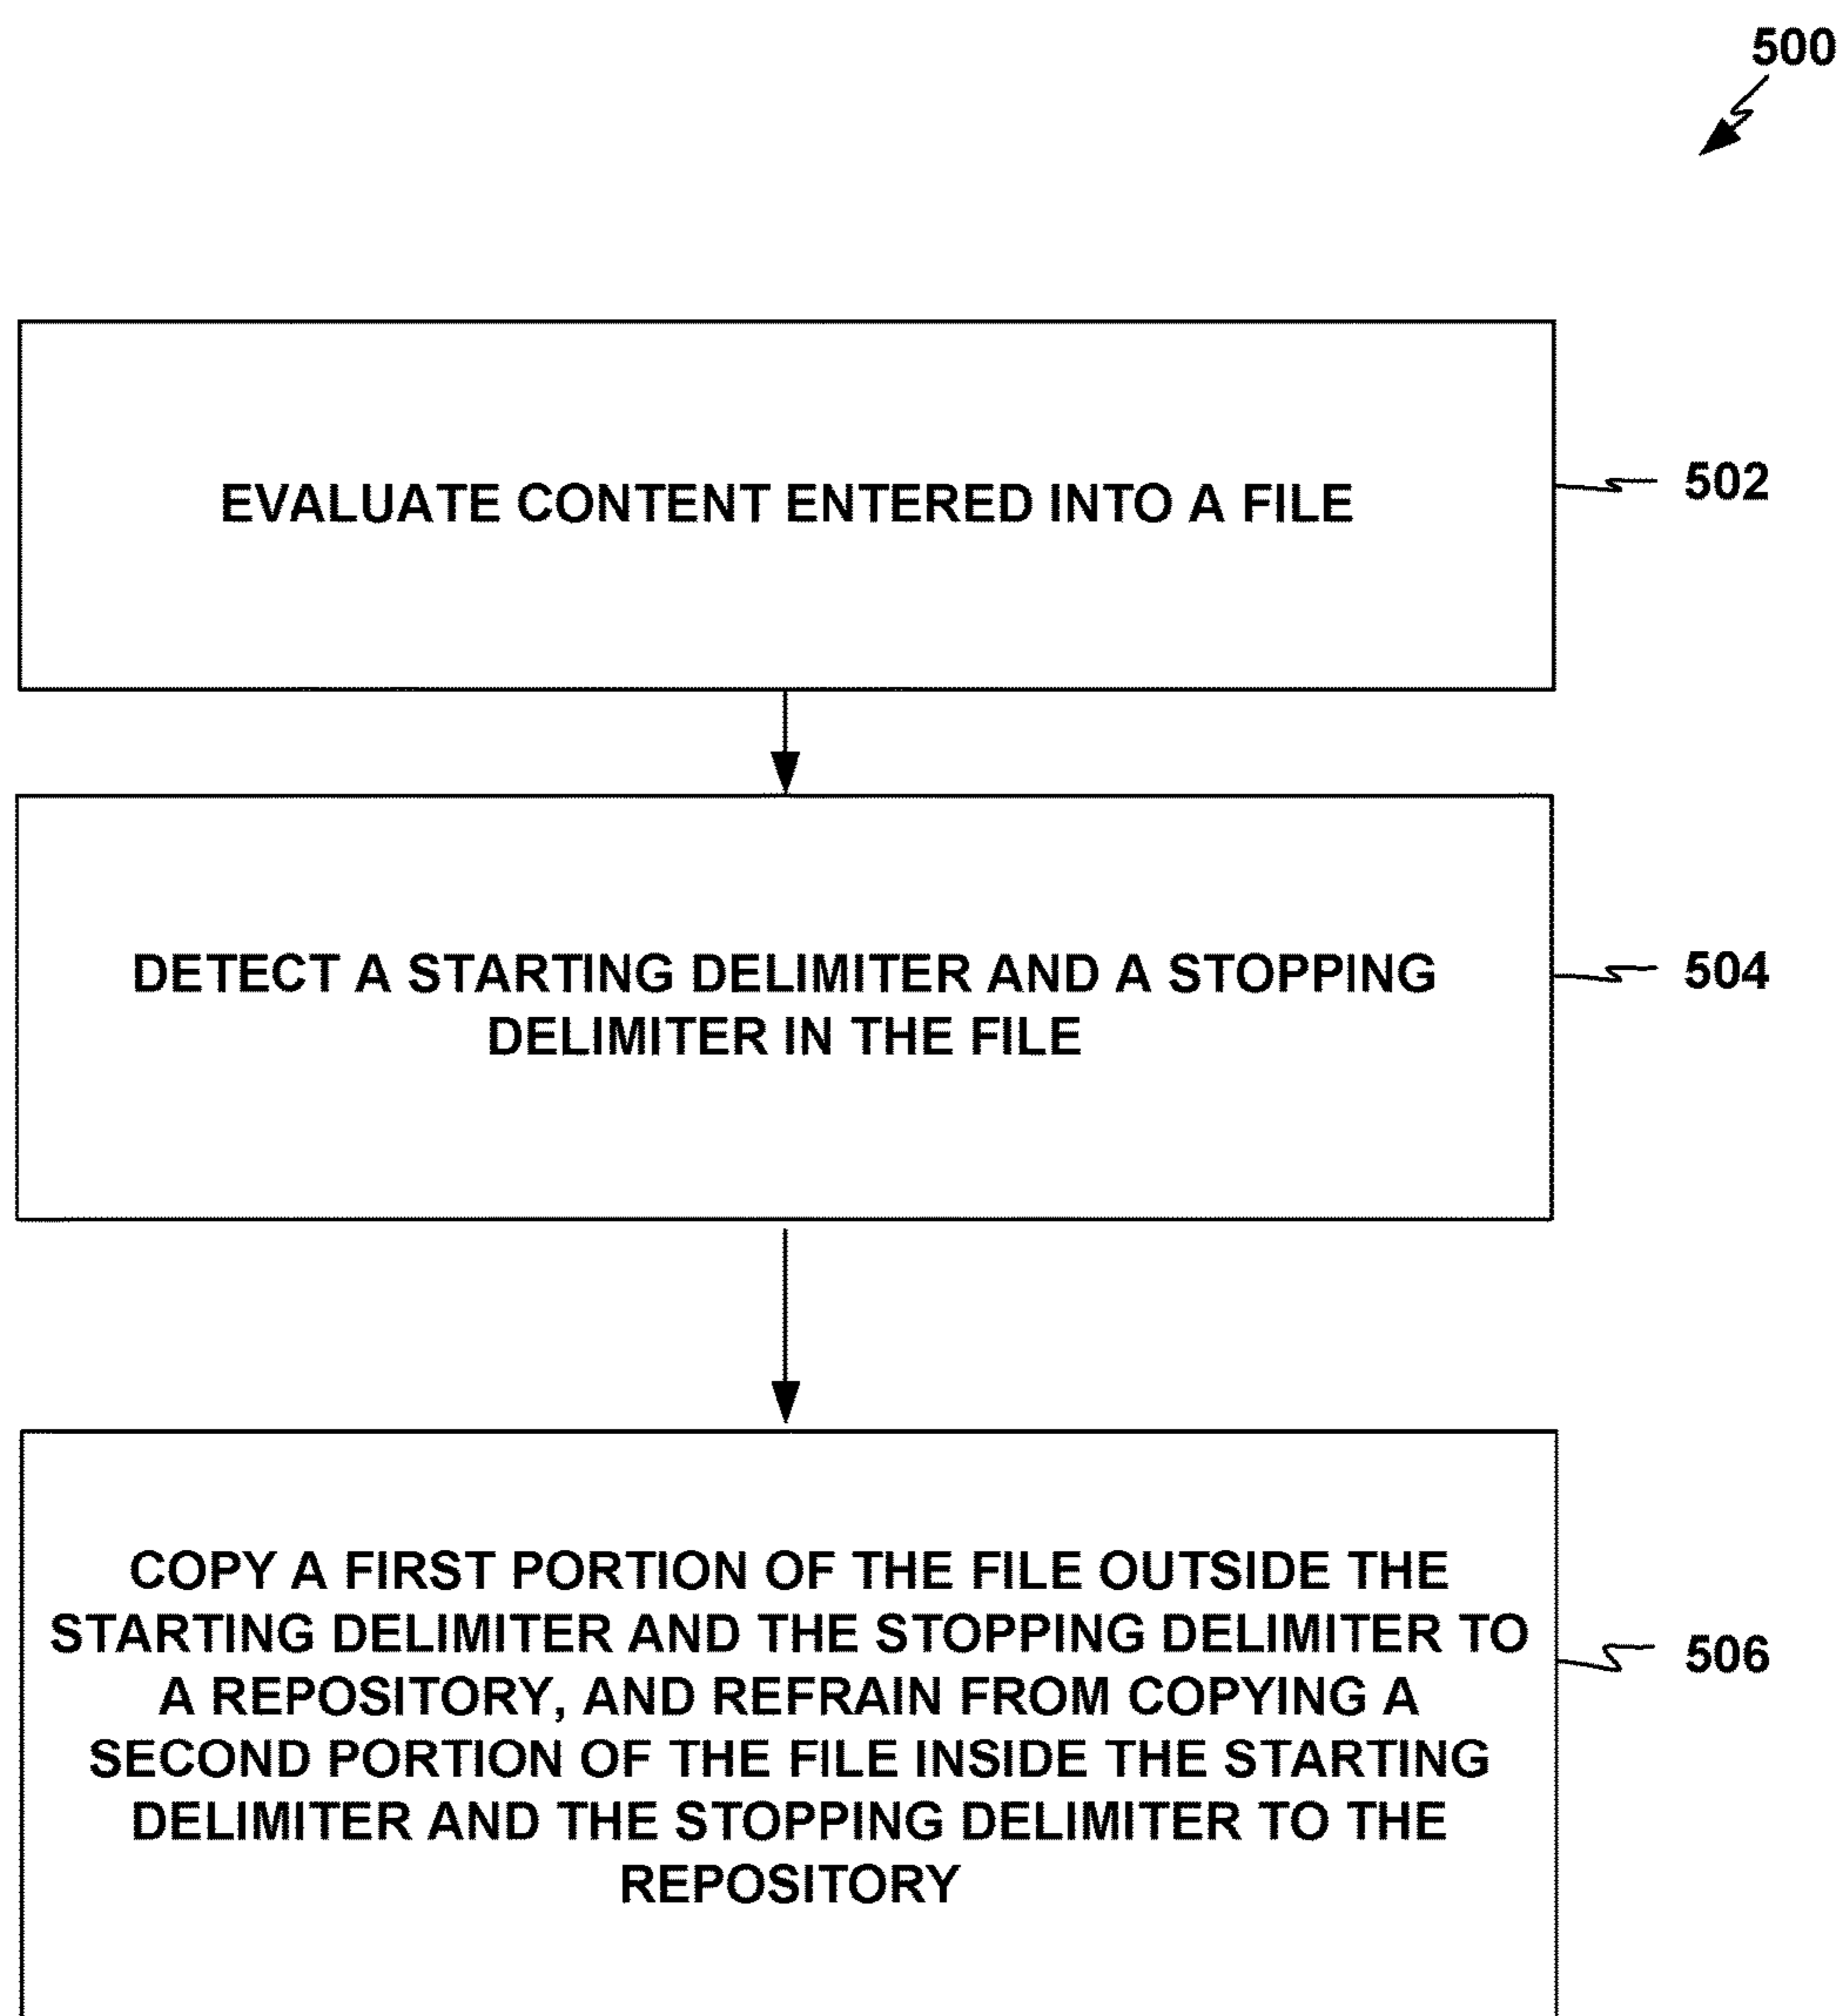 500
EVALUATE CONTENT ENTERED INTO A FILE
502
DETECT A STARTING DELIMITER AND A STOPPING
DELIMITER IN THE FILE
504
COPY A FIRST PORTION OF THE FILE OUTSIDE THE
STARTING DELIMITER AND THE STOPPING DELIMITER TO
A REPOSITORY, AND REFRAIN FROM COPYING A
SECOND PORTION OF THE FILE INSIDE THE STARTING
DELIMITER AND THE STOPPING DELIMITER TO THE
REPOSITORY
506